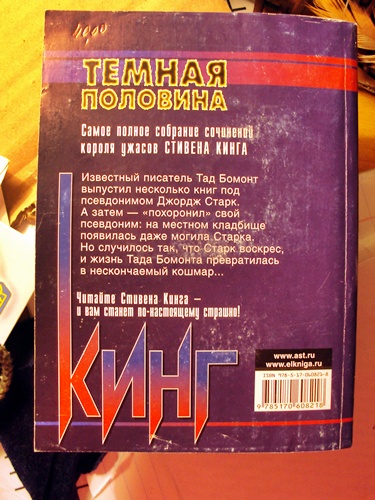 ТЕМНАЯ
ПОЛОВИНА
Самое полное собрание сочинений
короля ужасов СТИВЕНА КИНГА
Известный писатель Тад Бомонт
выпустил несколько книг под
псевдонимом Джордж Старк.
А затем — «похоронил» свой
псевдоним: на местном кладбище
появилась даже могила Старка.
Но случилось так, что Старк воскрес,
и жизнь Тада Бомонта превратилась
в нескончаемый кошмар...
Читайте Стивена Кинга —
и вам станет по-настоящему страшно!
www.ast.ru
www.elkniga.ru
9 785170 608218
КИНГ